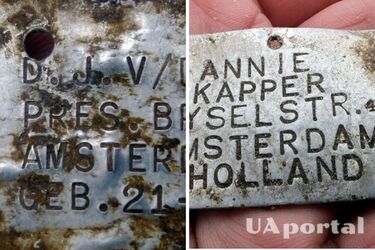 D. J. V/
PRES. B
AMSTER
GEB. 21-
ANNIE
KAPPER
YSELSTR.
MSTERDAM
HOLLAND
UAportal